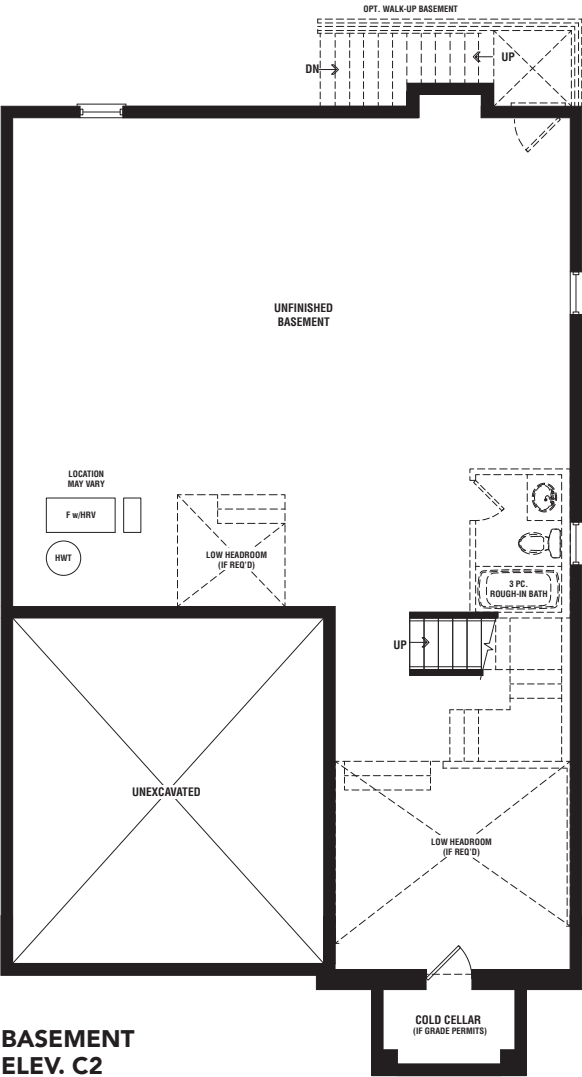 OPT. WALK-UP BASEMENT
DN
UP
UNFINISHED
BASEMENT
LOCATION
MAY VARY
F w/HRV
HWT
LOW HEADROOM
(IF REQ'D)
3 PC.
ROUGH-IN BATH
UP
UNEXCAVATED
LOW HEADROOM
(IF REQ'D)
COLD CELLAR
(IF GRADE PERMITS)
BASEMENT
ELEV. C2